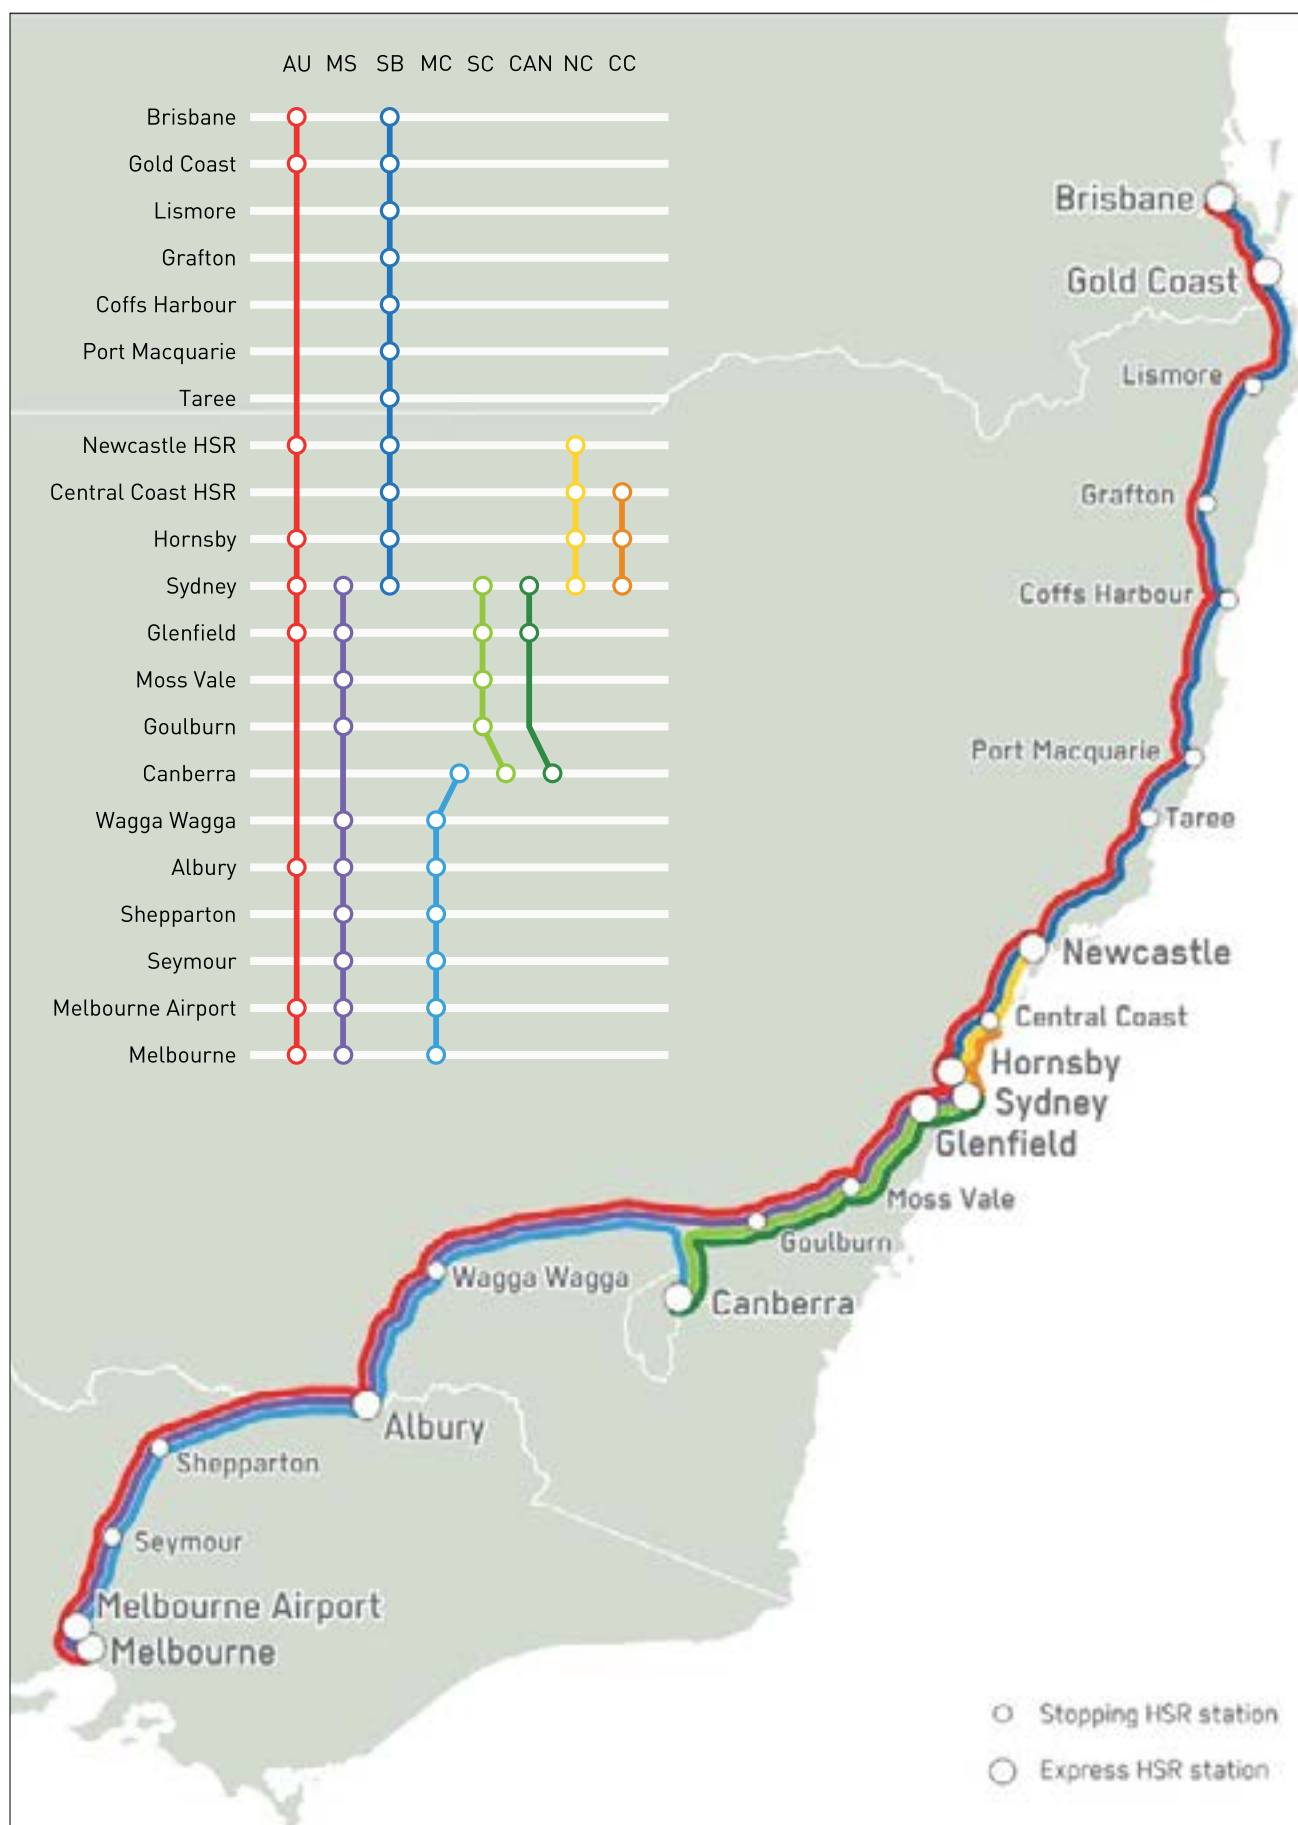 AU MS SB MC SC CAN NC CC
Brisbane
Gold Coast
Lismore
Grafton
Coffs Harbour
Port Macquarie
Taree
Newcastle HSR
Central Coast HSR
Hornsby
Sydney
Glenfield
Moss Vale
Goulburn
Canberra
Wagga Wagga
Albury
Shepparton
Seymour
Melbourne Airport
Melbourne
Brisbane
Gold Coast
Lismore
Grafton
Coffs Harbour
Port Macquarie
Taree
Newcastle
Central Coast
Hornsby
Sydney
Glenfield
Moss Vale
Goulburn
Wagga Wagga
Canberra
Albury
Shepparton
Seymour
Melbourne Airport
Melbourne
Stopping HSR station
Express HSR station